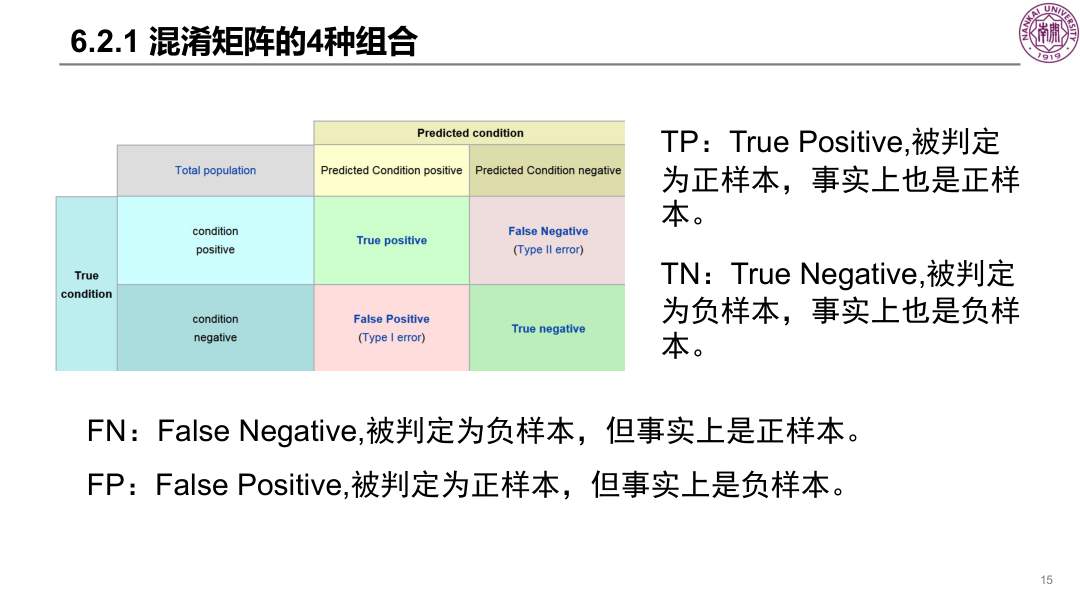 6.2.1 混淆矩阵的4种组合
NANKAI UNIVERSITY
南開
1919
Predicted condition
Total population
Predicted Condition positive
Predicted Condition negative
True
condition
condition
positive
True positive
False Negative
(Type II error)
condition
negative
False Positive
(Type I error)
True negative
TP：True Positive,被判定
为正样本，事实上也是正样
本。
TN：True Negative,被判定
为负样本，事实上也是负样
本。
FN：False Negative,被判定为负样本，但事实上是正样本。
FP：False Positive,被判定为正样本，但事实上是负样本。
15